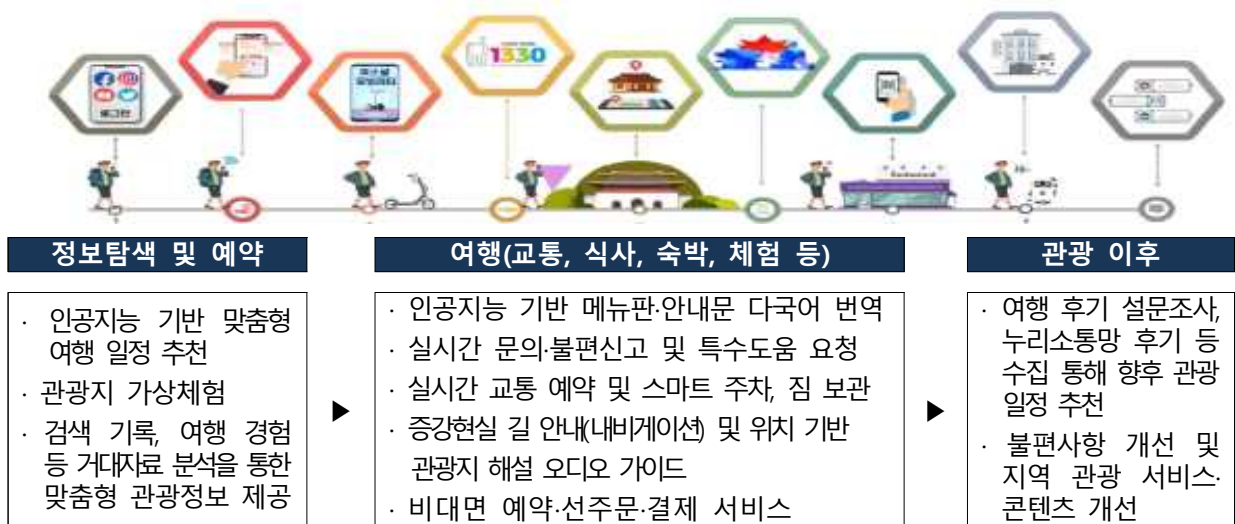 1330
정보탐색 및 예약
· 인공지능 기반 맞춤형
여행 일정 추천
· 관광지 가상체험
· 검색 기록, 여행 경험
등 거대자료 분석을 통한
맞춤형 관광정보 제공
▶
여행(교통, 식사, 숙박, 체험 등)
· 인공지능 기반 메뉴판·안내문 다국어 번역
· 실시간 문의·불편신고 및 특수도움 요청
· 실시간 교통 예약 및 스마트 주차, 짐 보관
· 증강현실 길 안내(내비게이션) 및 위치 기반
관광지 해설 오디오 가이드
· 비대면 예약·선주문·결제 서비스
▶
관광 이후
· 여행 후기 설문조사,
누리소통망 후기 등
수집 통해 향후 관광
일정 추천
· 불편사항 개선 및
지역 관광 서비스·
콘텐츠 개선